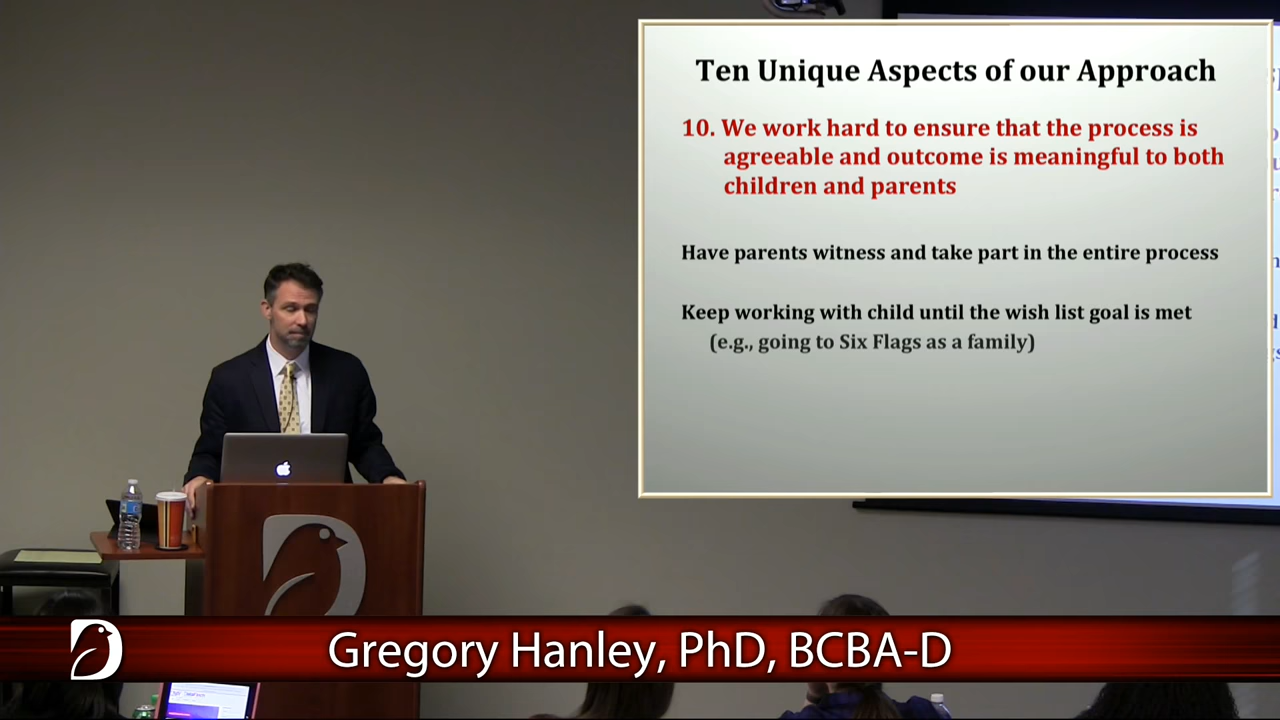 Ten Unique Aspects of our Approach
10. We work hard to ensure that the process is
agreeable and outcome is meaningful to both
children and parents
Have parents witness and take part in the entire process
Keep working with child until the wish list goal is met
(e.g., going to Six Flags as a family)
Gregory Hanley, PhD, BCBA-D